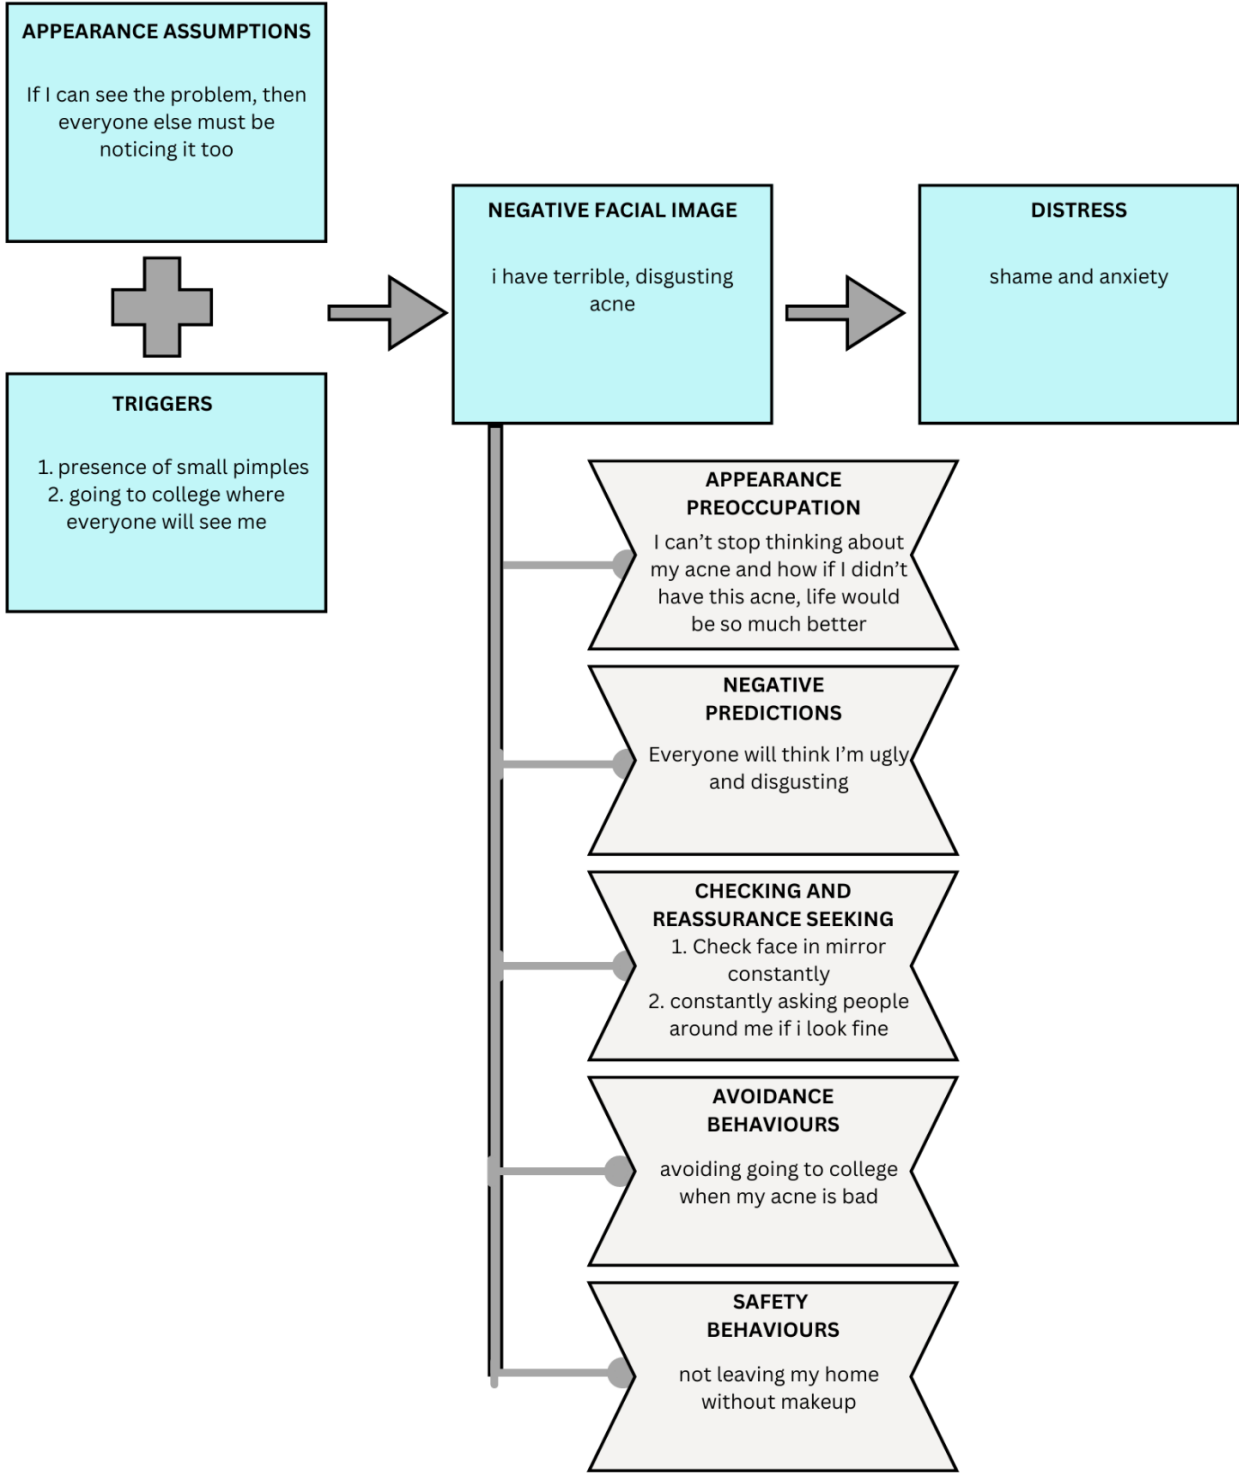 APPEARANCE ASSUMPTIONS
If I can see the problem, then
everyone else must be
noticing it too
TRIGGERS
1. presence of small pimples
2. going to college where
everyone will see me
NEGATIVE FACIAL IMAGE
i have terrible, disgusting
acne
DISTRESS
shame and anxiety
APPEARANCE
PREOCCUPATION
I can’t stop thinking about
my acne and how if I didn’t
have this acne, life would
be so much better
NEGATIVE
PREDICTIONS
Everyone will think I’m ugly
and disgusting
CHECKING AND
REASSURANCE SEEKING
1. Check face in mirror
constantly
2. constantly asking people
around me if i look fine
AVOIDANCE
BEHAVIOURS
avoiding going to college
when my acne is bad
SAFETY
BEHAVIOURS
not leaving my home
without makeup